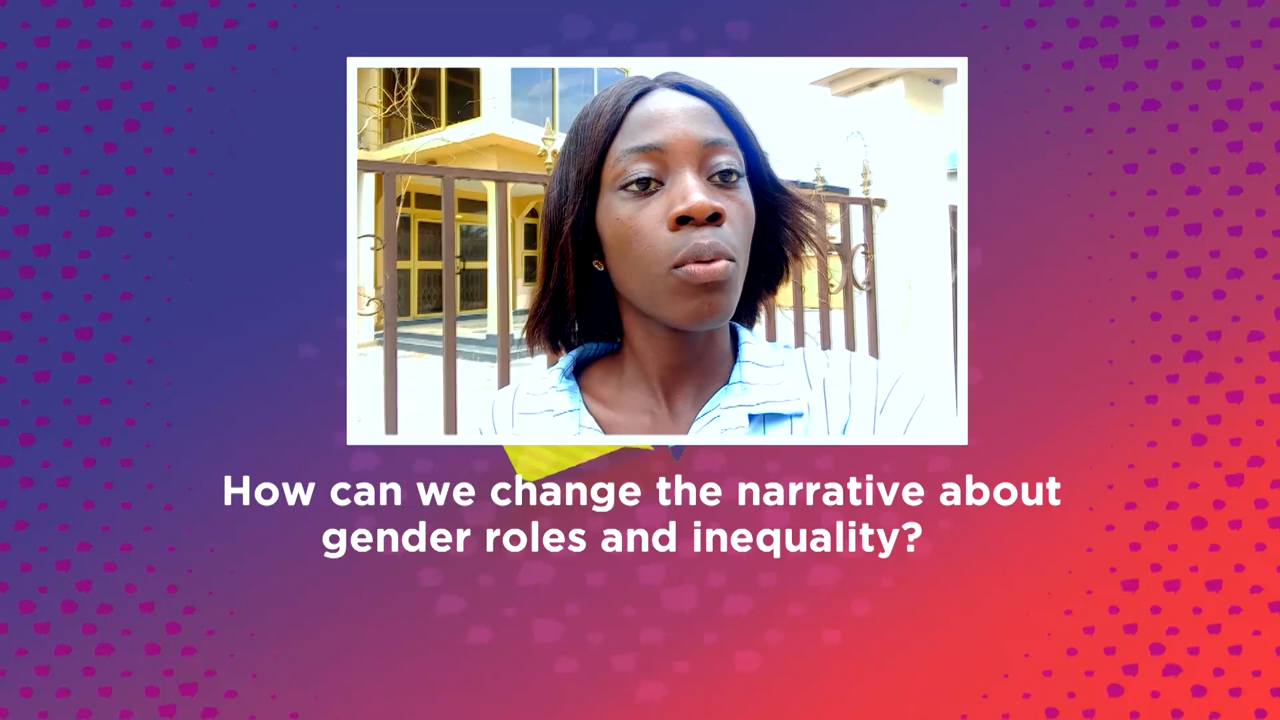 How can we change the narrative about
gender roles and inequality?